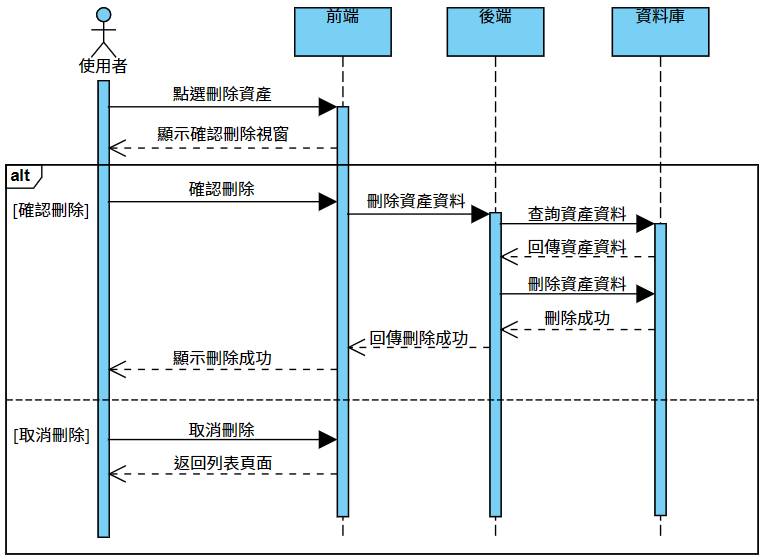 使用者
前端
後端
資料庫
點選刪除資產
顯示確認刪除視窗
alt
[確認刪除]
確認刪除
刪除資產資料
查詢資產資料
回傳資產資料
刪除資產資料
刪除成功
回傳刪除成功
顯示刪除成功
[取消刪除]
取消刪除
返回列表頁面